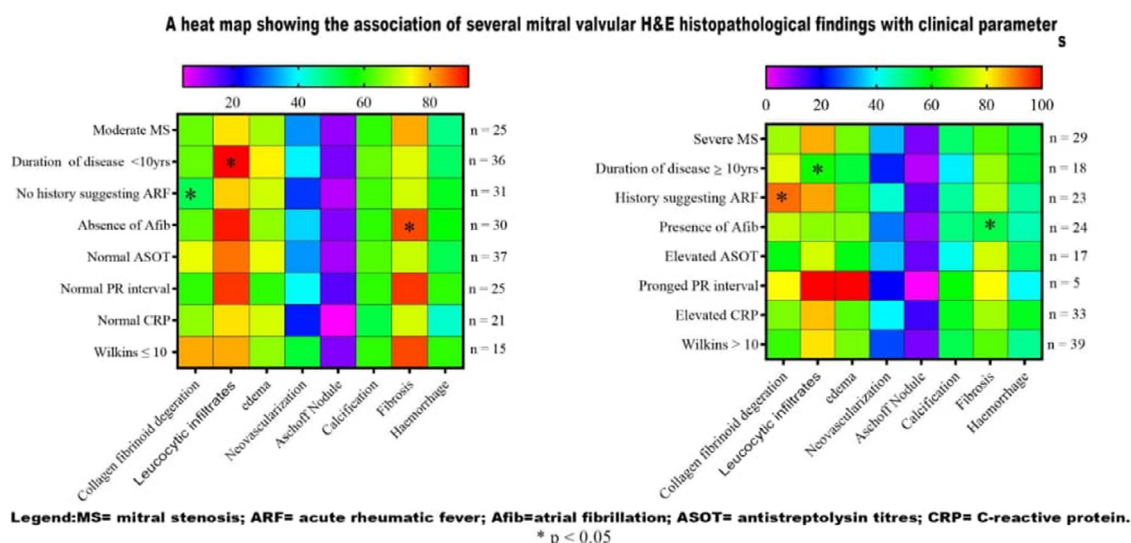 A heat map showing the association of several mitral valvular H&E histopathological findings with clinical parameter
s
20 40 60 80
Moderate MS n = 25
Duration of disease <10yrs * n = 36
No history suggesting ARF * n = 31
Absence of Afib * n = 30
Normal ASOT n = 37
Normal PR interval n = 25
Normal CRP n = 21
Wilkins ≤ 10 n = 15
Collagen fibrinoid degeration
Leucocytic infiltrates
edema
Neovascularization
Aschoff Nodule
Calcification
Fibrosis
Haemorrhage
0 20 40 60 80 100
Severe MS n = 29
Duration of disease ≥ 10yrs * n = 18
History suggesting ARF * n = 23
Presence of Afib * n = 24
Elevated ASOT n = 17
Pronged PR interval n = 5
Elevated CRP n = 33
Wilkins > 10 n = 39
Collagen fibrinoid degeration
Leucocytic infiltrates
edema
Neovascularization
Aschoff Nodule
Calcification
Fibrosis
Haemorrhage
Legend:MS= mitral stenosis; ARF= acute rheumatic fever; Afib=atrial fibrillation; ASOT= antistreptolysin titres; CRP= C-reactive protein.
* p < 0.05